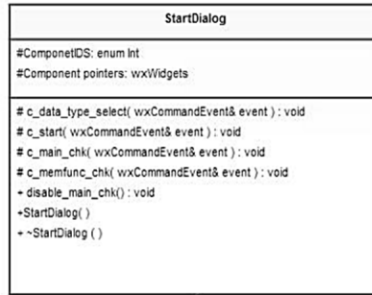 StartDialog
#ComponetIDS: enum Int
#Component pointers: wxWidgets
# c_data_type_select( wxCommandEvent& event ) : void
# c_start( wxCommandEvent& event ) : void
# c_main_chk( wxCommandEvent& event ) : void
# c_memfunc_chk( wxCommandEvent& event ) : void
+ disable_main_chk() : void
+StartDialog( )
+ ~StartDialog ( )